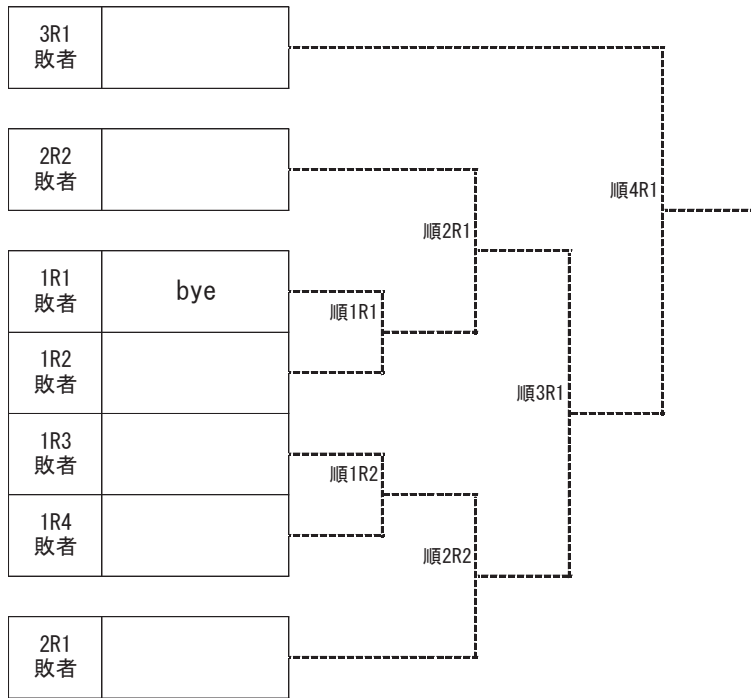 3R1
敗者
2R2
敗者
順4R1
順2R1
1R1
敗者
bye
順1R1
1R2
敗者
順3R1
1R3
敗者
順1R2
1R4
敗者
順2R2
2R1
敗者